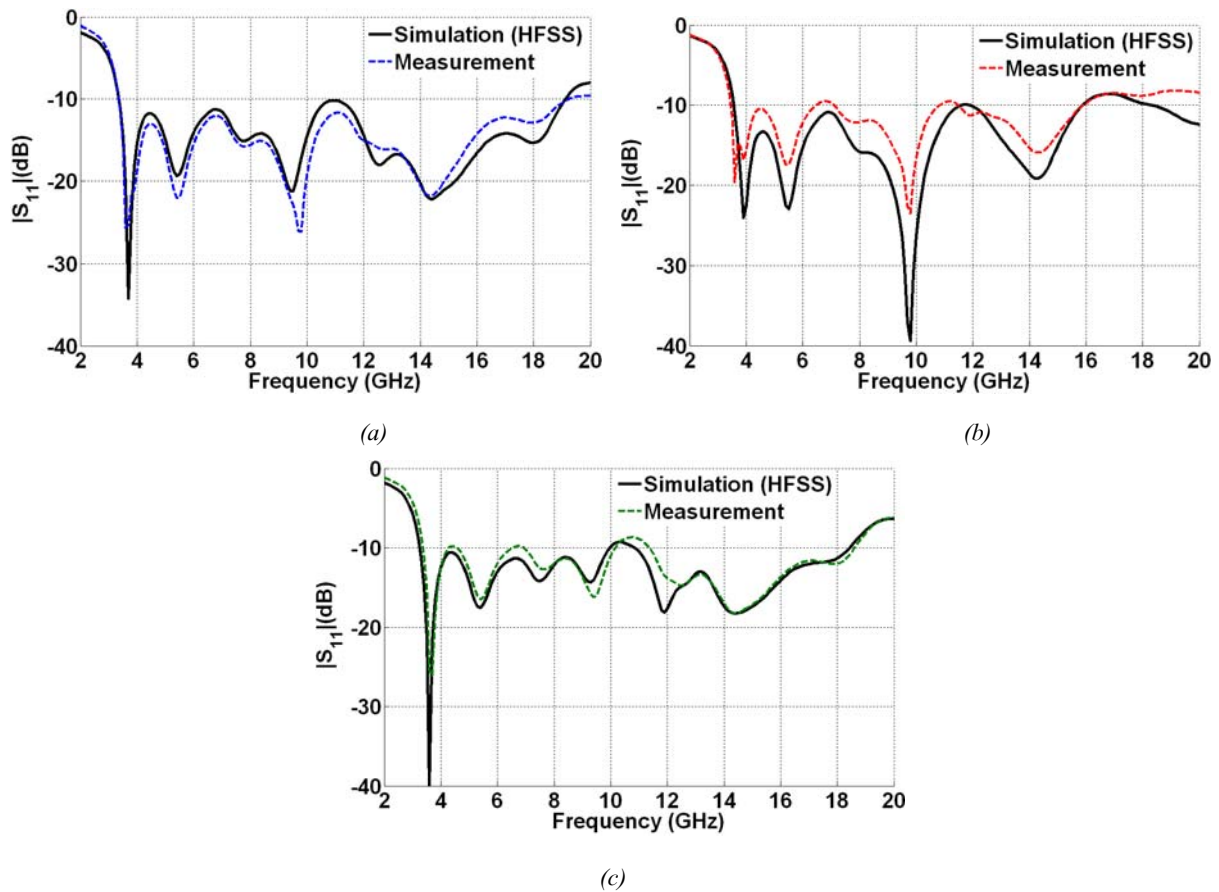 0
-10
-20
-30
-40
|S11|(dB)
Simulation (HFSS)
Measurement
2 4 6 8 10 12 14 16 18 20
Frequency (GHz)
(a)
0
-10
-20
-30
-40
|S11|(dB)
Simulation (HFSS)
Measurement
2 4 6 8 10 12 14 16 18 20
Frequency (GHz)
(b)
0
-10
-20
-30
-40
|S11|(dB)
Simulation (HFSS)
Measurement
2 4 6 8 10 12 14 16 18 20
Frequency (GHz)
(c)